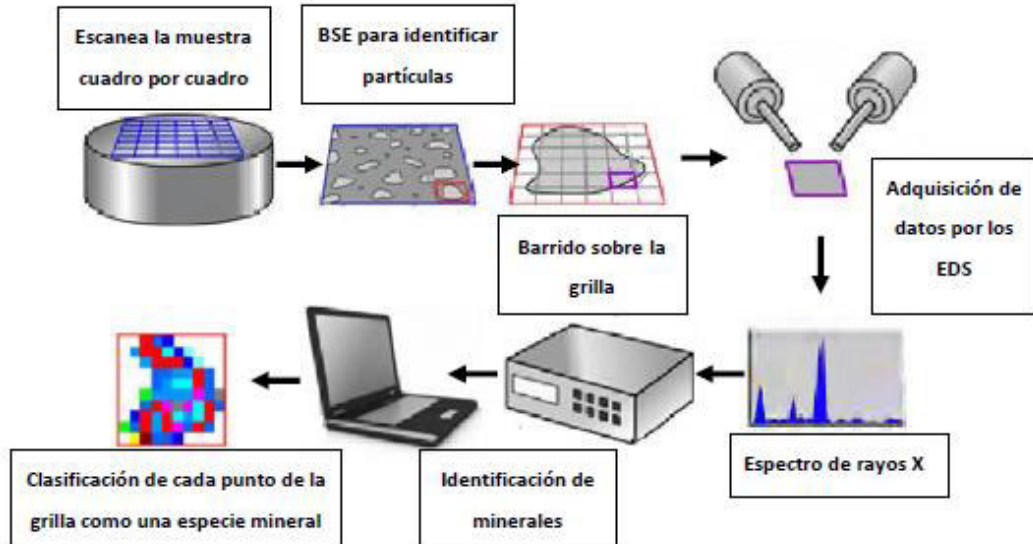 Escanea la muestra
cuadro por cuadro
BSE para identificar
partículas
Barrido sobre la
grilla
Adquisición de
datos por los
EDS
Espectro de rayos X
Identificación de
minerales
Clasificación de cada punto de la
grilla como una especie mineral